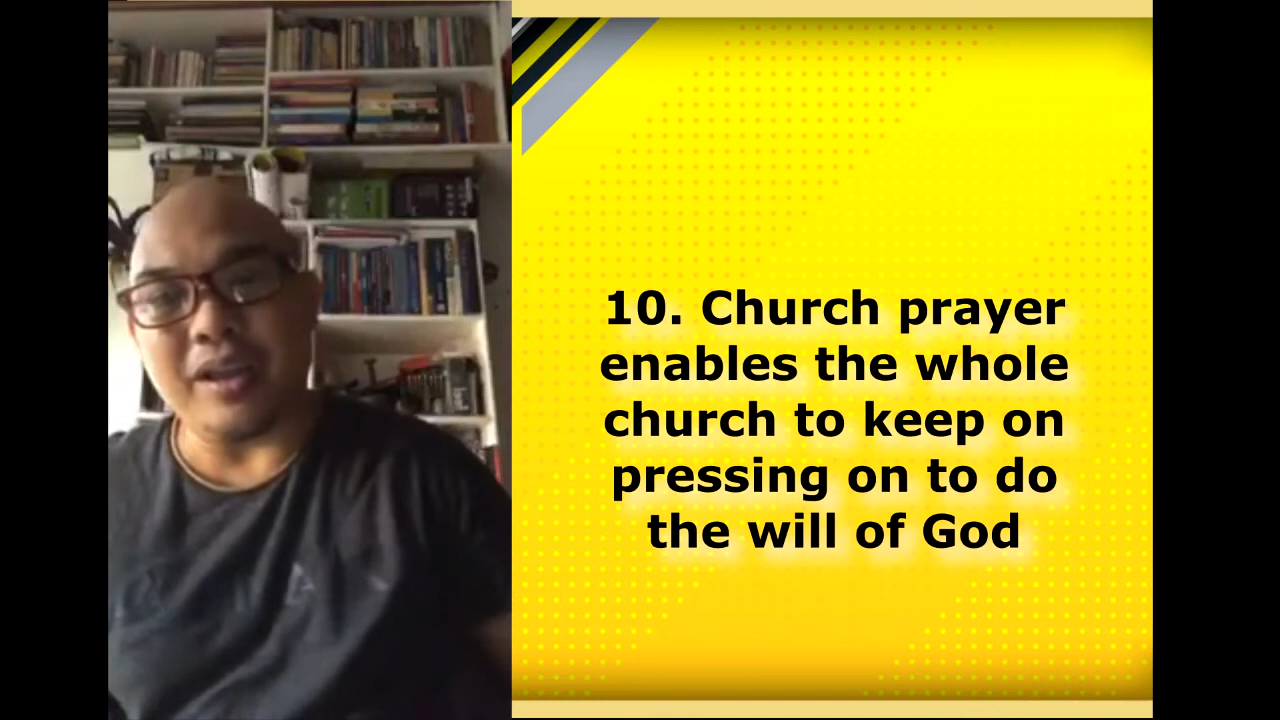 10. Church prayer
enables the whole
church to keep on
pressing on to do
the will of God